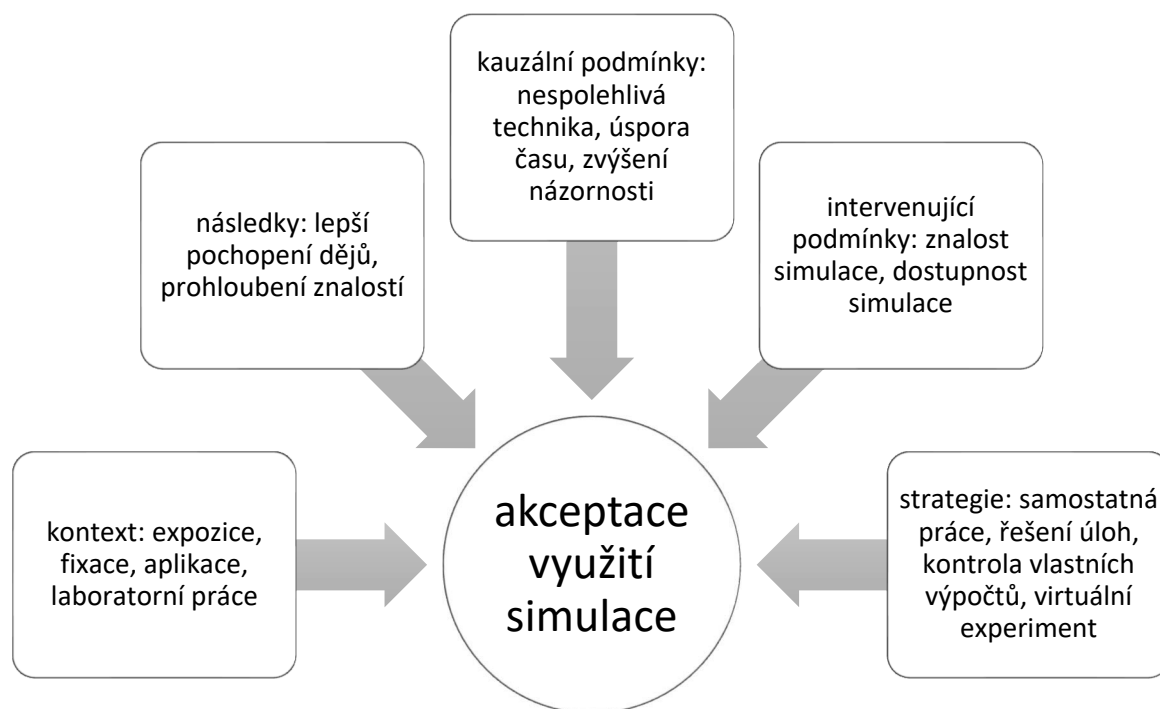 kauzální podmínky:
nespolehlivá
technika, úspora
času, zvýšení
názornosti
následky: lepší
pochopení dějů,
prohloubení znalostí
intervenující
podmínky: znalost
simulace, dostupnost
simulace
kontext: expozice,
fixace, aplikace,
laboratorní práce
akceptace
využití
simulace
strategie: samostatná
práce, řešení úloh,
kontrola vlastních
výpočtů, virtuální
experiment